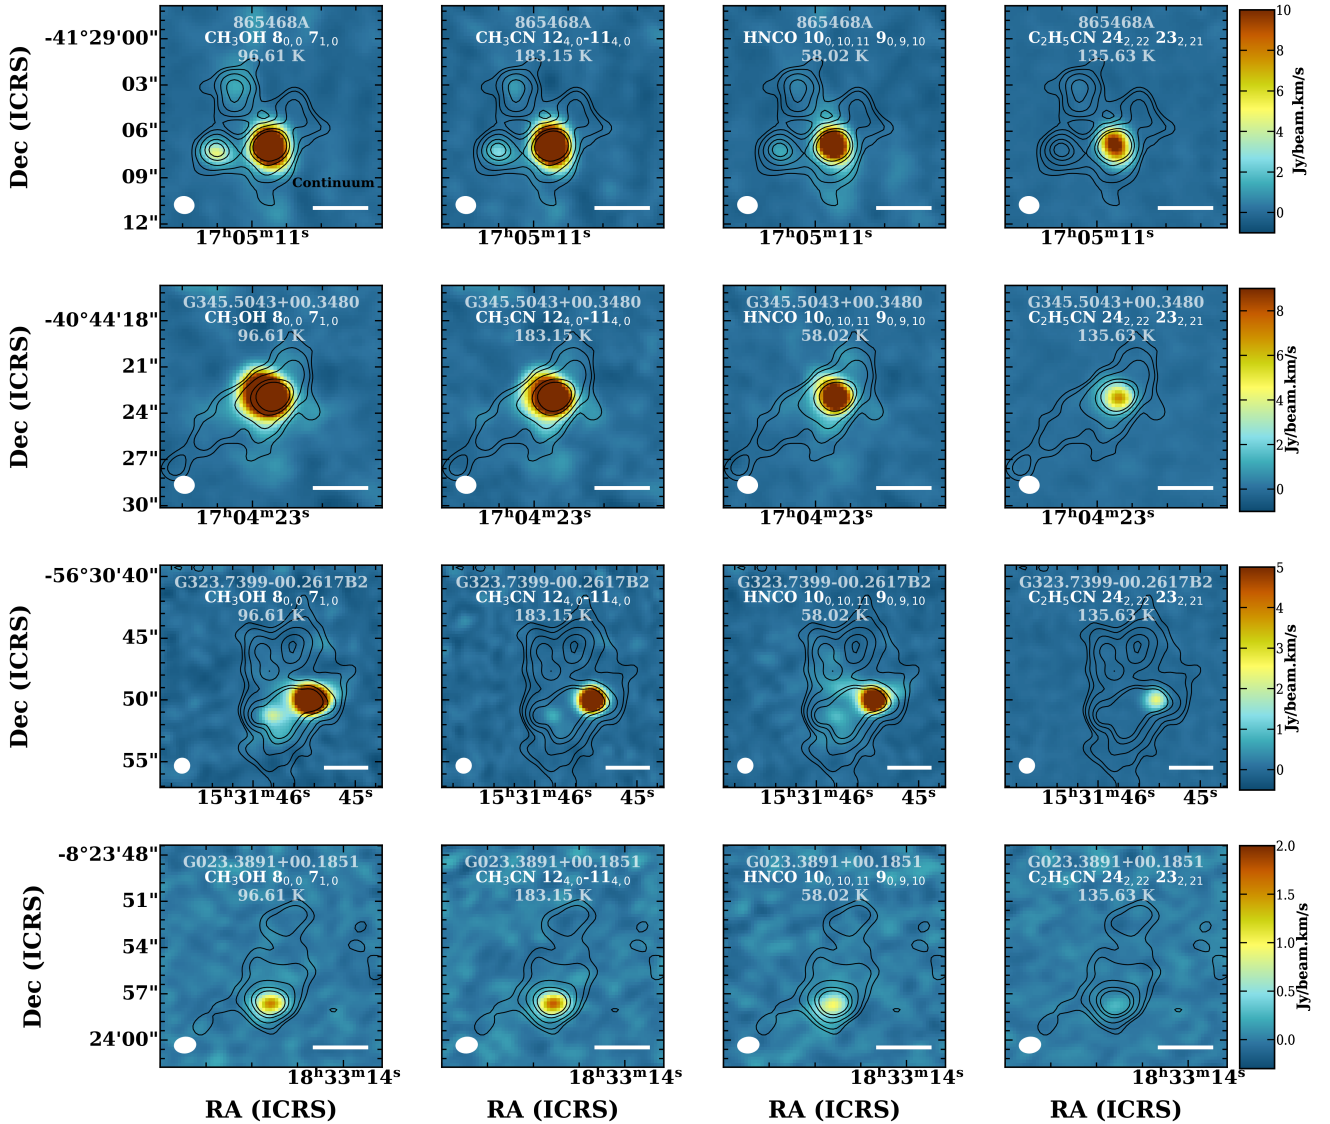 865468A
CH₃OH 8₀,₀ 7₁,₀
96.61 K
Continuum
865468A
CH₃CN 12₄,₀-11₄,₀
183.15 K
865468A
HNCO 10₀,₁₀,₁₁ 9₀,₉,₁₀
58.02 K
865468A
C₂H₅CN 24₂,₂₂ 23₂,₂₁
135.63 K
-41°29'00"
03"
06"
09"
12"
Dec (ICRS)
17ʰ05ᵐ11ˢ
17ʰ05ᵐ11ˢ
17ʰ05ᵐ11ˢ
17ʰ05ᵐ11ˢ
10
8
6
4
2
0
Jy/beam.km/s
G345.5043+00.3480
CH₃OH 8₀,₀ 7₁,₀
96.61 K
G345.5043+00.3480
CH₃CN 12₄,₀-11₄,₀
183.15 K
G345.5043+00.3480
HNCO 10₀,₁₀,₁₁ 9₀,₉,₁₀
58.02 K
G345.5043+00.3480
C₂H₅CN 24₂,₂₂ 23₂,₂₁
135.63 K
-40°44'18"
21"
24"
27"
30"
Dec (ICRS)
17ʰ04ᵐ23ˢ
17ʰ04ᵐ23ˢ
17ʰ04ᵐ23ˢ
17ʰ04ᵐ23ˢ
8
6
4
2
0
Jy/beam.km/s
G323.7399-00.2617B2
CH₃OH 8₀,₀ 7₁,₀
96.61 K
G323.7399-00.2617B2
CH₃CN 12₄,₀-11₄,₀
183.15 K
G323.7399-00.2617B2
HNCO 10₀,₁₀,₁₁ 9₀,₉,₁₀
58.02 K
G323.7399-00.2617B2
C₂H₅CN 24₂,₂₂ 23₂,₂₁
135.63 K
-56°30'40"
45"
50"
55"
Dec (ICRS)
15ʰ31ᵐ46ˢ 45ˢ
15ʰ31ᵐ46ˢ 45ˢ
15ʰ31ᵐ46ˢ 45ˢ
15ʰ31ᵐ46ˢ 45ˢ
5
4
3
2
1
0
Jy/beam.km/s
G023.3891+00.1851
CH₃OH 8₀,₀ 7₁,₀
96.61 K
G023.3891+00.1851
CH₃CN 12₄,₀-11₄,₀
183.15 K
G023.3891+00.1851
HNCO 10₀,₁₀,₁₁ 9₀,₉,₁₀
58.02 K
G023.3891+00.1851
C₂H₅CN 24₂,₂₂ 23₂,₂₁
135.63 K
-8°23'48"
51"
54"
57"
24'00"
Dec (ICRS)
18ʰ33ᵐ14ˢ
18ʰ33ᵐ14ˢ
18ʰ33ᵐ14ˢ
18ʰ33ᵐ14ˢ
2.0
1.5
1.0
0.5
0.0
Jy/beam.km/s
RA (ICRS)
RA (ICRS)
RA (ICRS)
RA (ICRS)